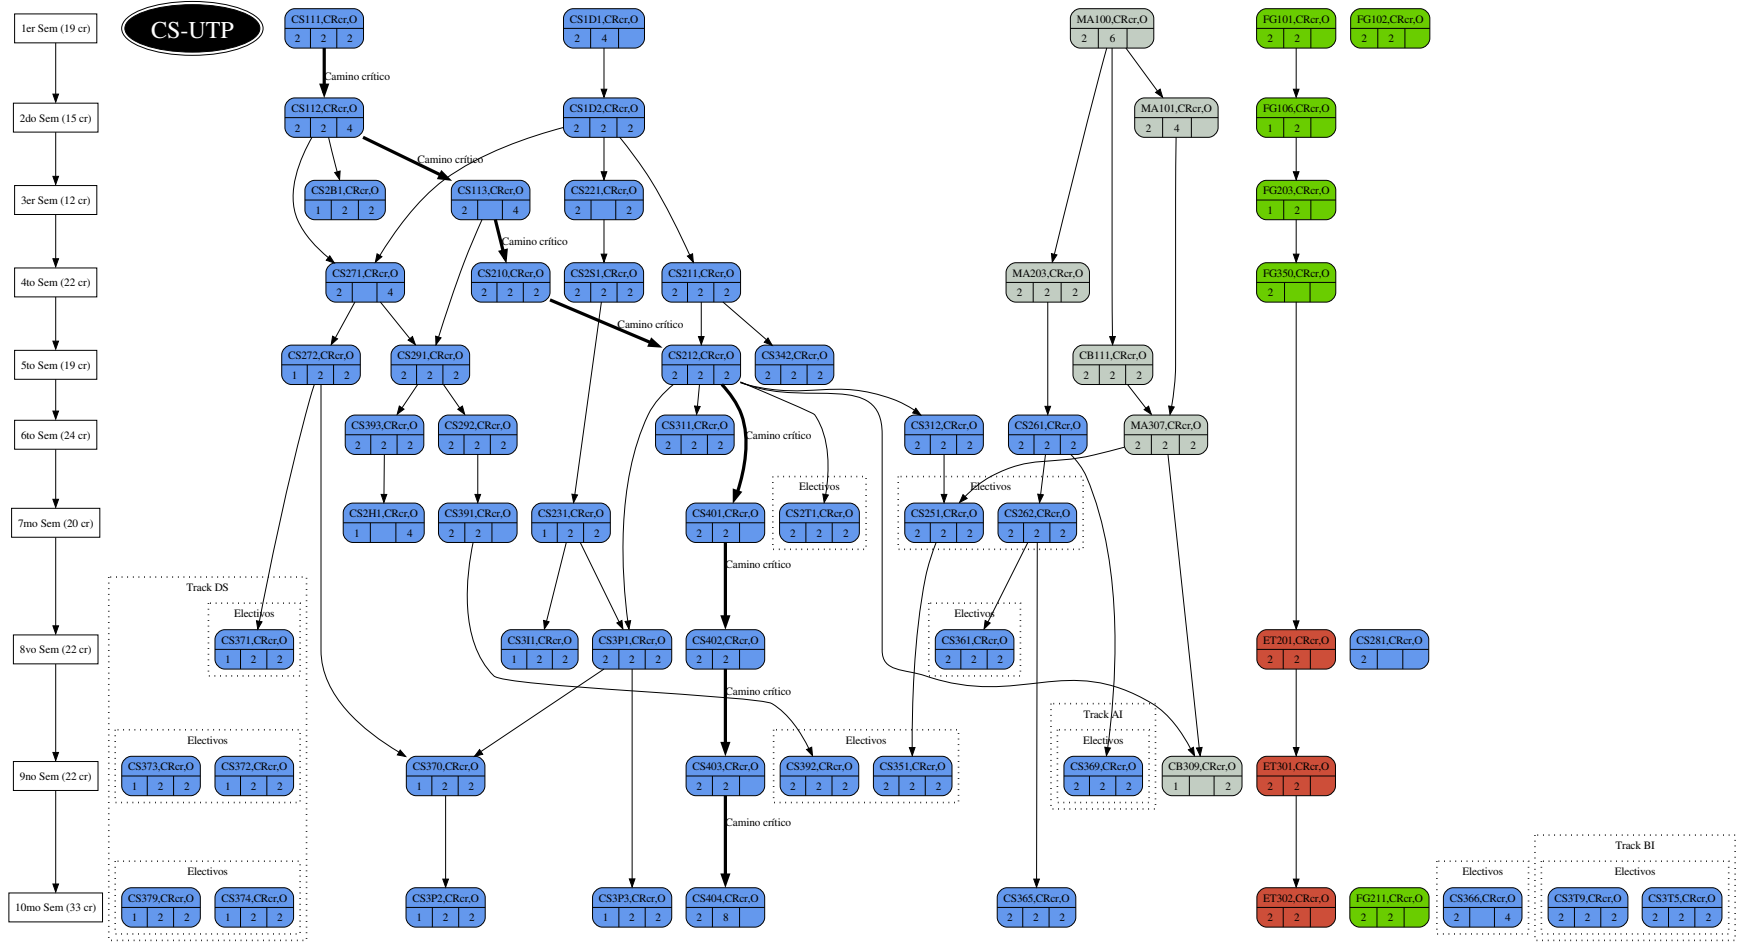 1er Sem (19 cr)
CS-UTP
CS111,CRcr,O
2 2 2
CS1D1,CRcr,O
2 4
MA100,CRcr,O
2 6
FG101,CRcr,O
2 2
FG102,CRcr,O
2 2
Camino crítico
2do Sem (15 cr)
CS112,CRcr,O
2 2 4
CS1D2,CRcr,O
2 2 2
MA101,CRcr,O
2 4
FG106,CRcr,O
1 2
Camino crítico
3er Sem (12 cr)
CS2B1,CRcr,O
1 2 2
CS113,CRcr,O
2 4
CS221,CRcr,O
2 2
FG203,CRcr,O
1 2
Camino crítico
4to Sem (22 cr)
CS271,CRcr,O
2 4
CS210,CRcr,O
2 2 2
CS2S1,CRcr,O
2 2 2
CS211,CRcr,O
2 2 2
MA203,CRcr,O
2 2 2
FG350,CRcr,O
2
Camino crítico
5to Sem (19 cr)
CS272,CRcr,O
1 2 2
CS291,CRcr,O
2 2 2
CS212,CRcr,O
2 2 2
CS342,CRcr,O
2 2 2
CB111,CRcr,O
2 2 2
6to Sem (24 cr)
CS393,CRcr,O
2 2 2
CS292,CRcr,O
2 2 2
CS311,CRcr,O
2 2 2
Camino crítico
CS312,CRcr,O
2 2 2
CS261,CRcr,O
2 2 2
MA307,CRcr,O
2 2 2
Electivos
Electivos
7mo Sem (20 cr)
CS2H1,CRcr,O
1 4
CS391,CRcr,O
2 2
CS231,CRcr,O
1 2 2
CS401,CRcr,O
2 2
CS2T1,CRcr,O
2 2 2
CS251,CRcr,O
2 2 2
CS262,CRcr,O
2 2 2
Camino crítico
Track DS
Electivos
Electivos
8vo Sem (22 cr)
CS371,CRcr,O
1 2 2
CS3I1,CRcr,O
1 2 2
CS3P1,CRcr,O
2 2 2
CS402,CRcr,O
2 2
CS361,CRcr,O
2 2 2
ET201,CRcr,O
2 2
CS281,CRcr,O
2
Camino crítico
Track AI
Electivos
Electivos
Electivos
9no Sem (22 cr)
CS373,CRcr,O
1 2 2
CS372,CRcr,O
1 2 2
CS370,CRcr,O
1 2 2
CS403,CRcr,O
2 2
CS392,CRcr,O
2 2 2
CS351,CRcr,O
2 2 2
CS369,CRcr,O
2 2 2
CB309,CRcr,O
1 2
ET301,CRcr,O
2 2
Camino crítico
Track BI
Electivos
Electivos
Electivos
10mo Sem (33 cr)
CS379,CRcr,O
1 2 2
CS374,CRcr,O
1 2 2
CS3P2,CRcr,O
1 2 2
CS3P3,CRcr,O
1 2 2
CS404,CRcr,O
2 8
CS365,CRcr,O
2 2 2
ET302,CRcr,O
2 2
FG211,CRcr,O
2 2
CS366,CRcr,O
2 4
CS3T9,CRcr,O
2 2 2
CS3T5,CRcr,O
2 2 2